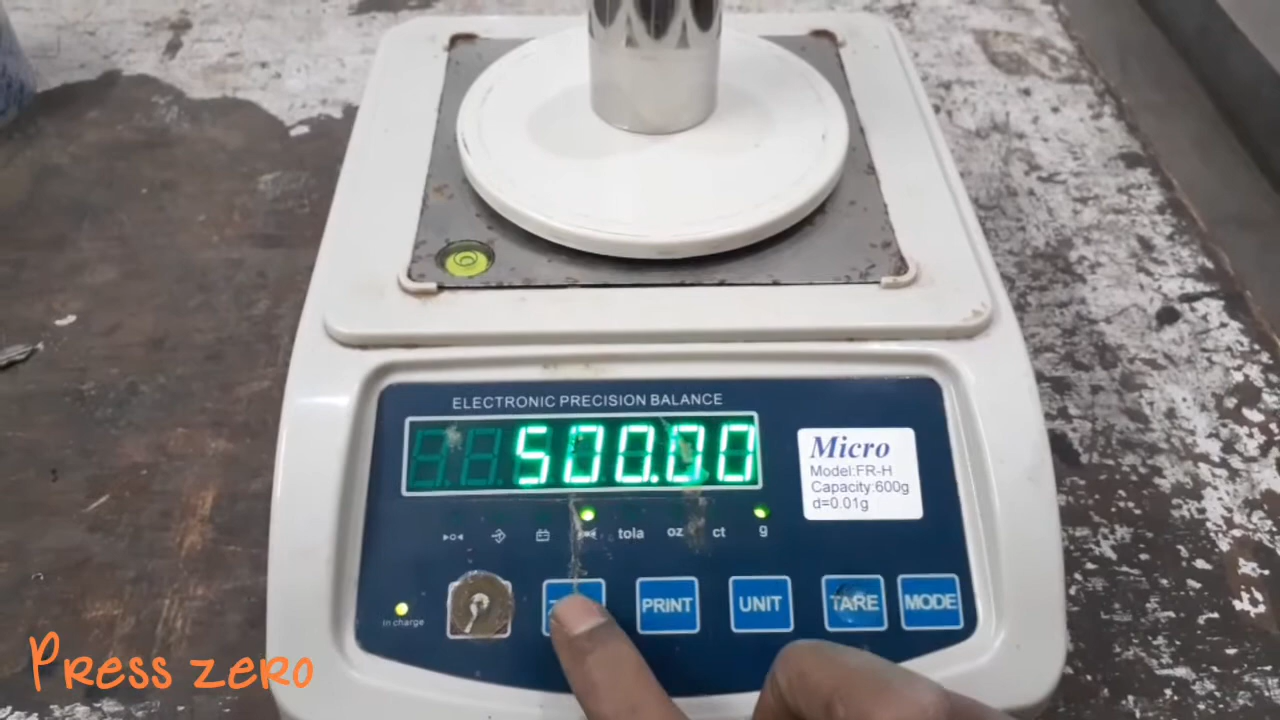 ELECTRONIC PRECISION BALANCE
500.00
Micro
Model:FR-H
Capacity:600g
d=0.01g
tola oz ct g
In charge
PRINT UNIT TARE MODE
Press zero